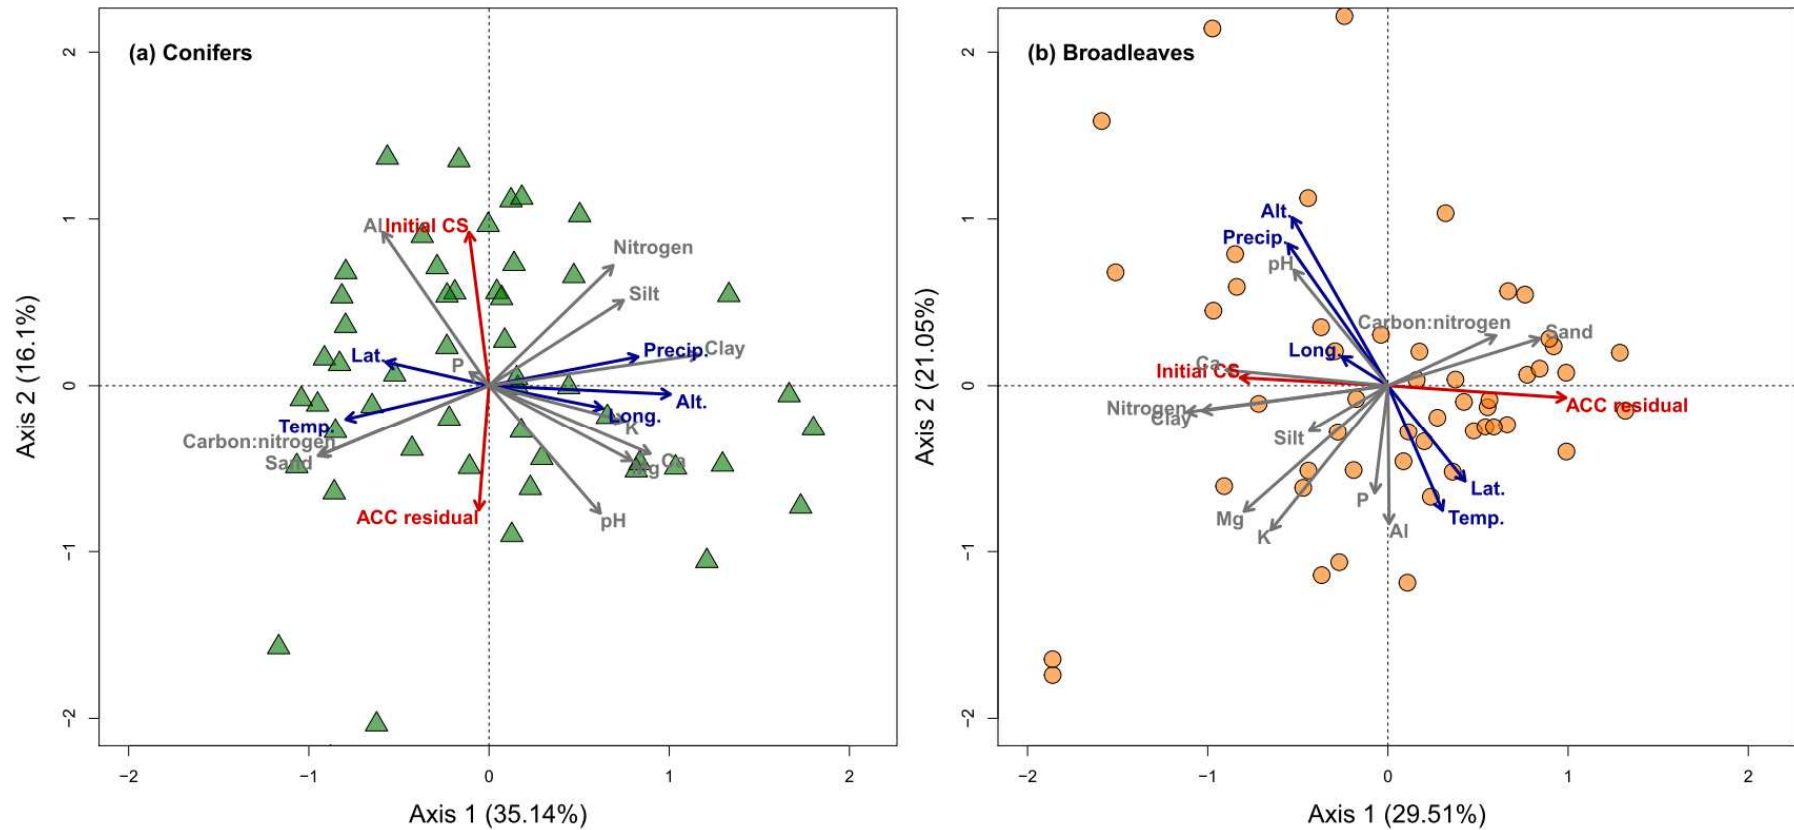 (a) Conifers
2
1
0
−1
−2
Axis 2 (16.1%)
Al
Initial CS
Nitrogen
Silt
Precip.
Clay
Lat.
P
Alt.
Long.
K
Temp.
Carbon:nitrogen
Sand
Ca
Mg
ACC residual
pH
−2
−1
0
1
2
Axis 1 (35.14%)
(b) Broadleaves
2
1
0
−1
−2
Axis 2 (21.05%)
Alt.
Precip.
pH
Carbon:nitrogen
Sand
Long.
Ca
Initial CS
Nitrogen
Clay
ACC residual
Silt
Lat.
P
Mg
Temp.
K
Al
−2
−1
0
1
2
Axis 1 (29.51%)